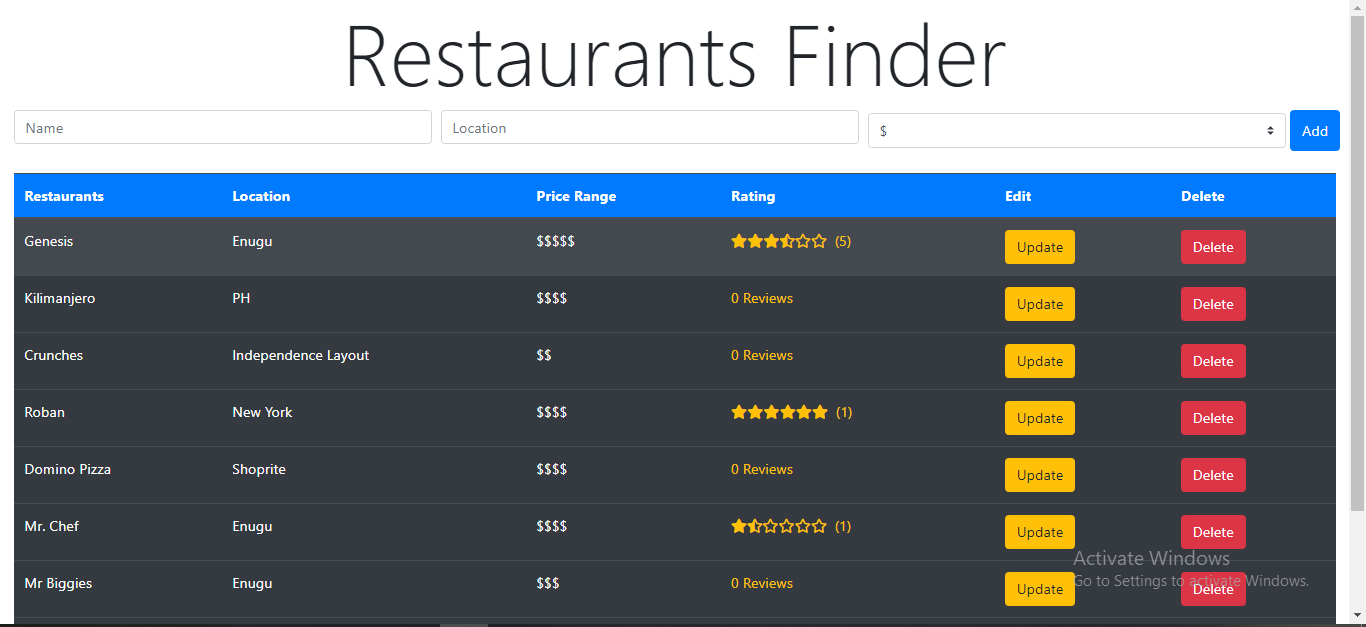 Restaurants Finder
Name Location $ Add
Restaurants Location Price Range Rating Edit Delete
Genesis Enugu $$$$$ (5) Update Delete
Kilimanjero PH $$$$ 0 Reviews Update Delete
Crunches Independence Layout $$ 0 Reviews Update Delete
Roban New York $$$$ (1) Update Delete
Domino Pizza Shoprite $$$$ 0 Reviews Update Delete
Mr. Chef Enugu $$$$ (1) Update Delete
Mr Biggies Enugu $$$ 0 Reviews Update Delete
Activate Windows
Go to Settings to activate Windows.